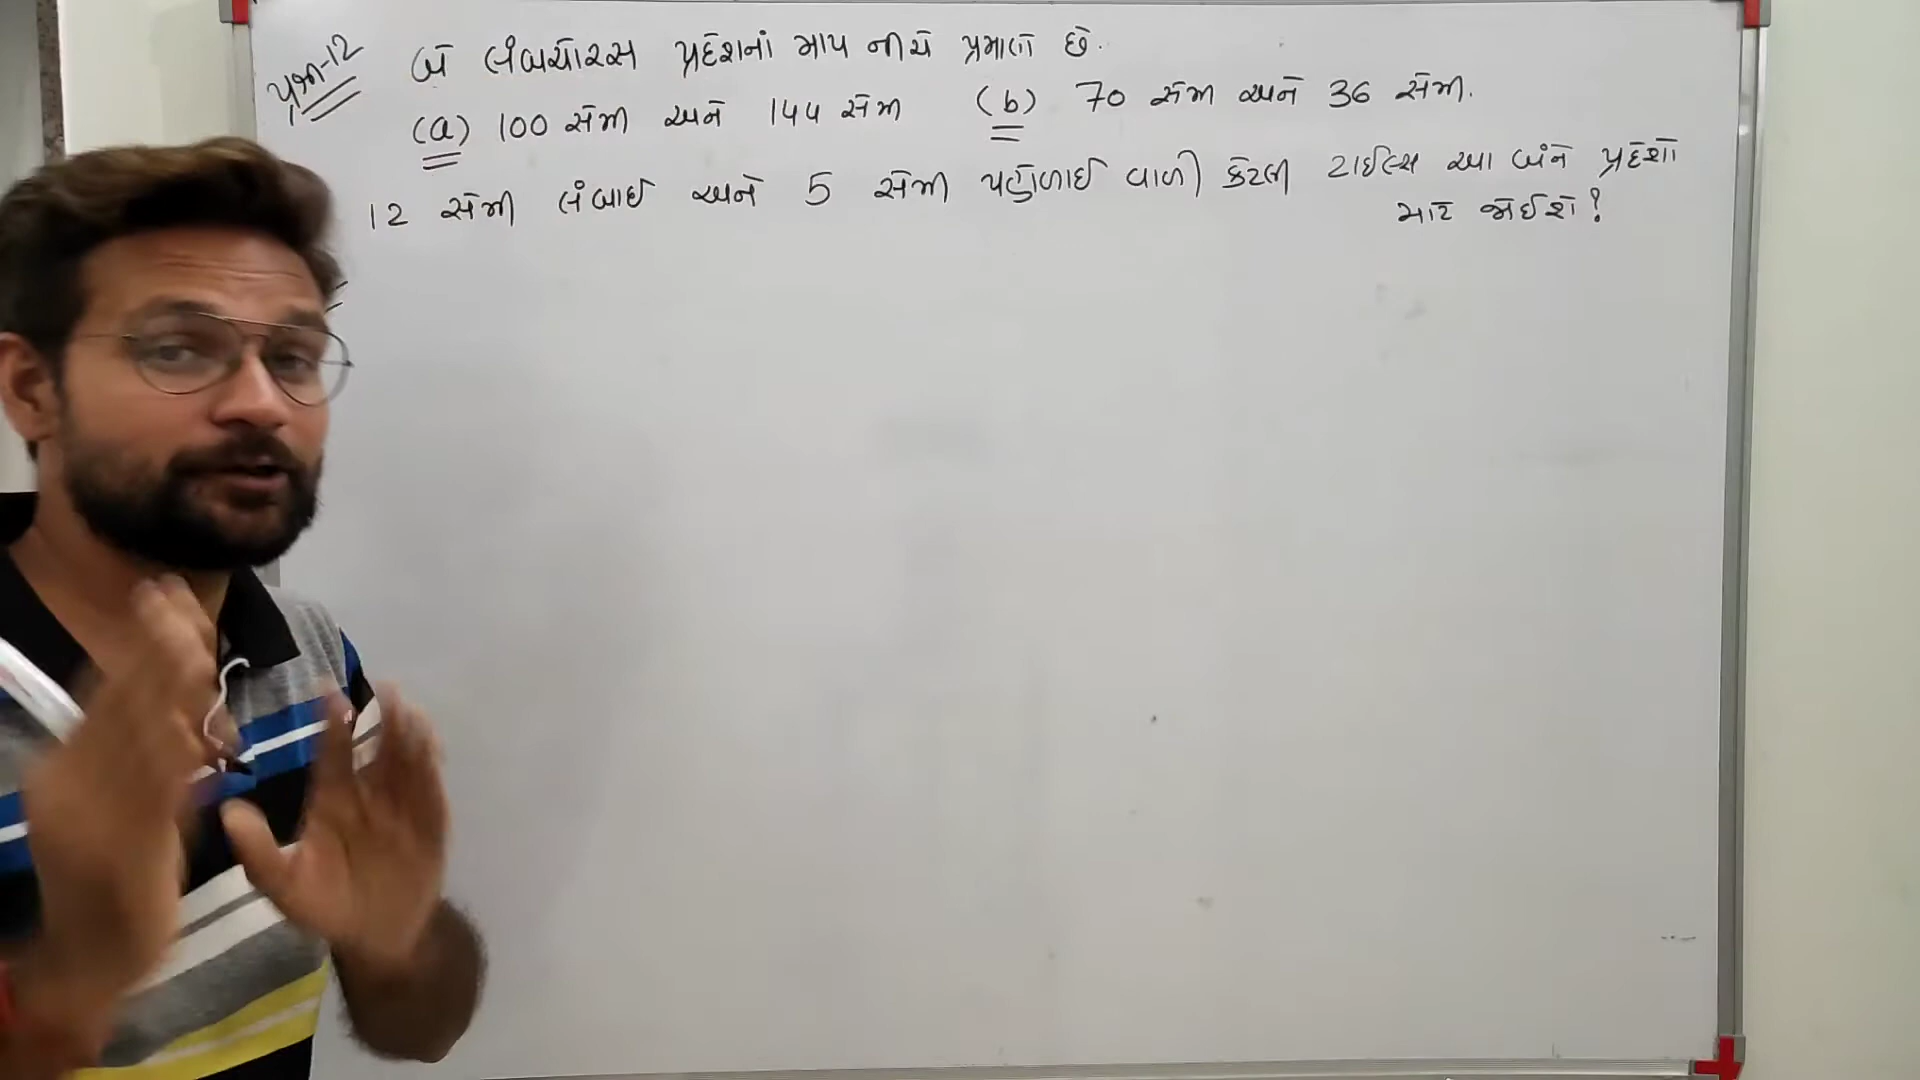 પ્રશ્ન-12 બે લંબચોરસ પ્રદેશનાં માપ નીચે પ્રમાણે છે.
(a) 100 સેમી અને 144 સેમી (b) 70 સેમી અને 36 સેમી.
12 સેમી લંબાઈ અને 5 સેમી પહોળાઈ વાળી કેટલી ટાઈલ્સ આ બંને પ્રદેશો
માટે જોઈશે?